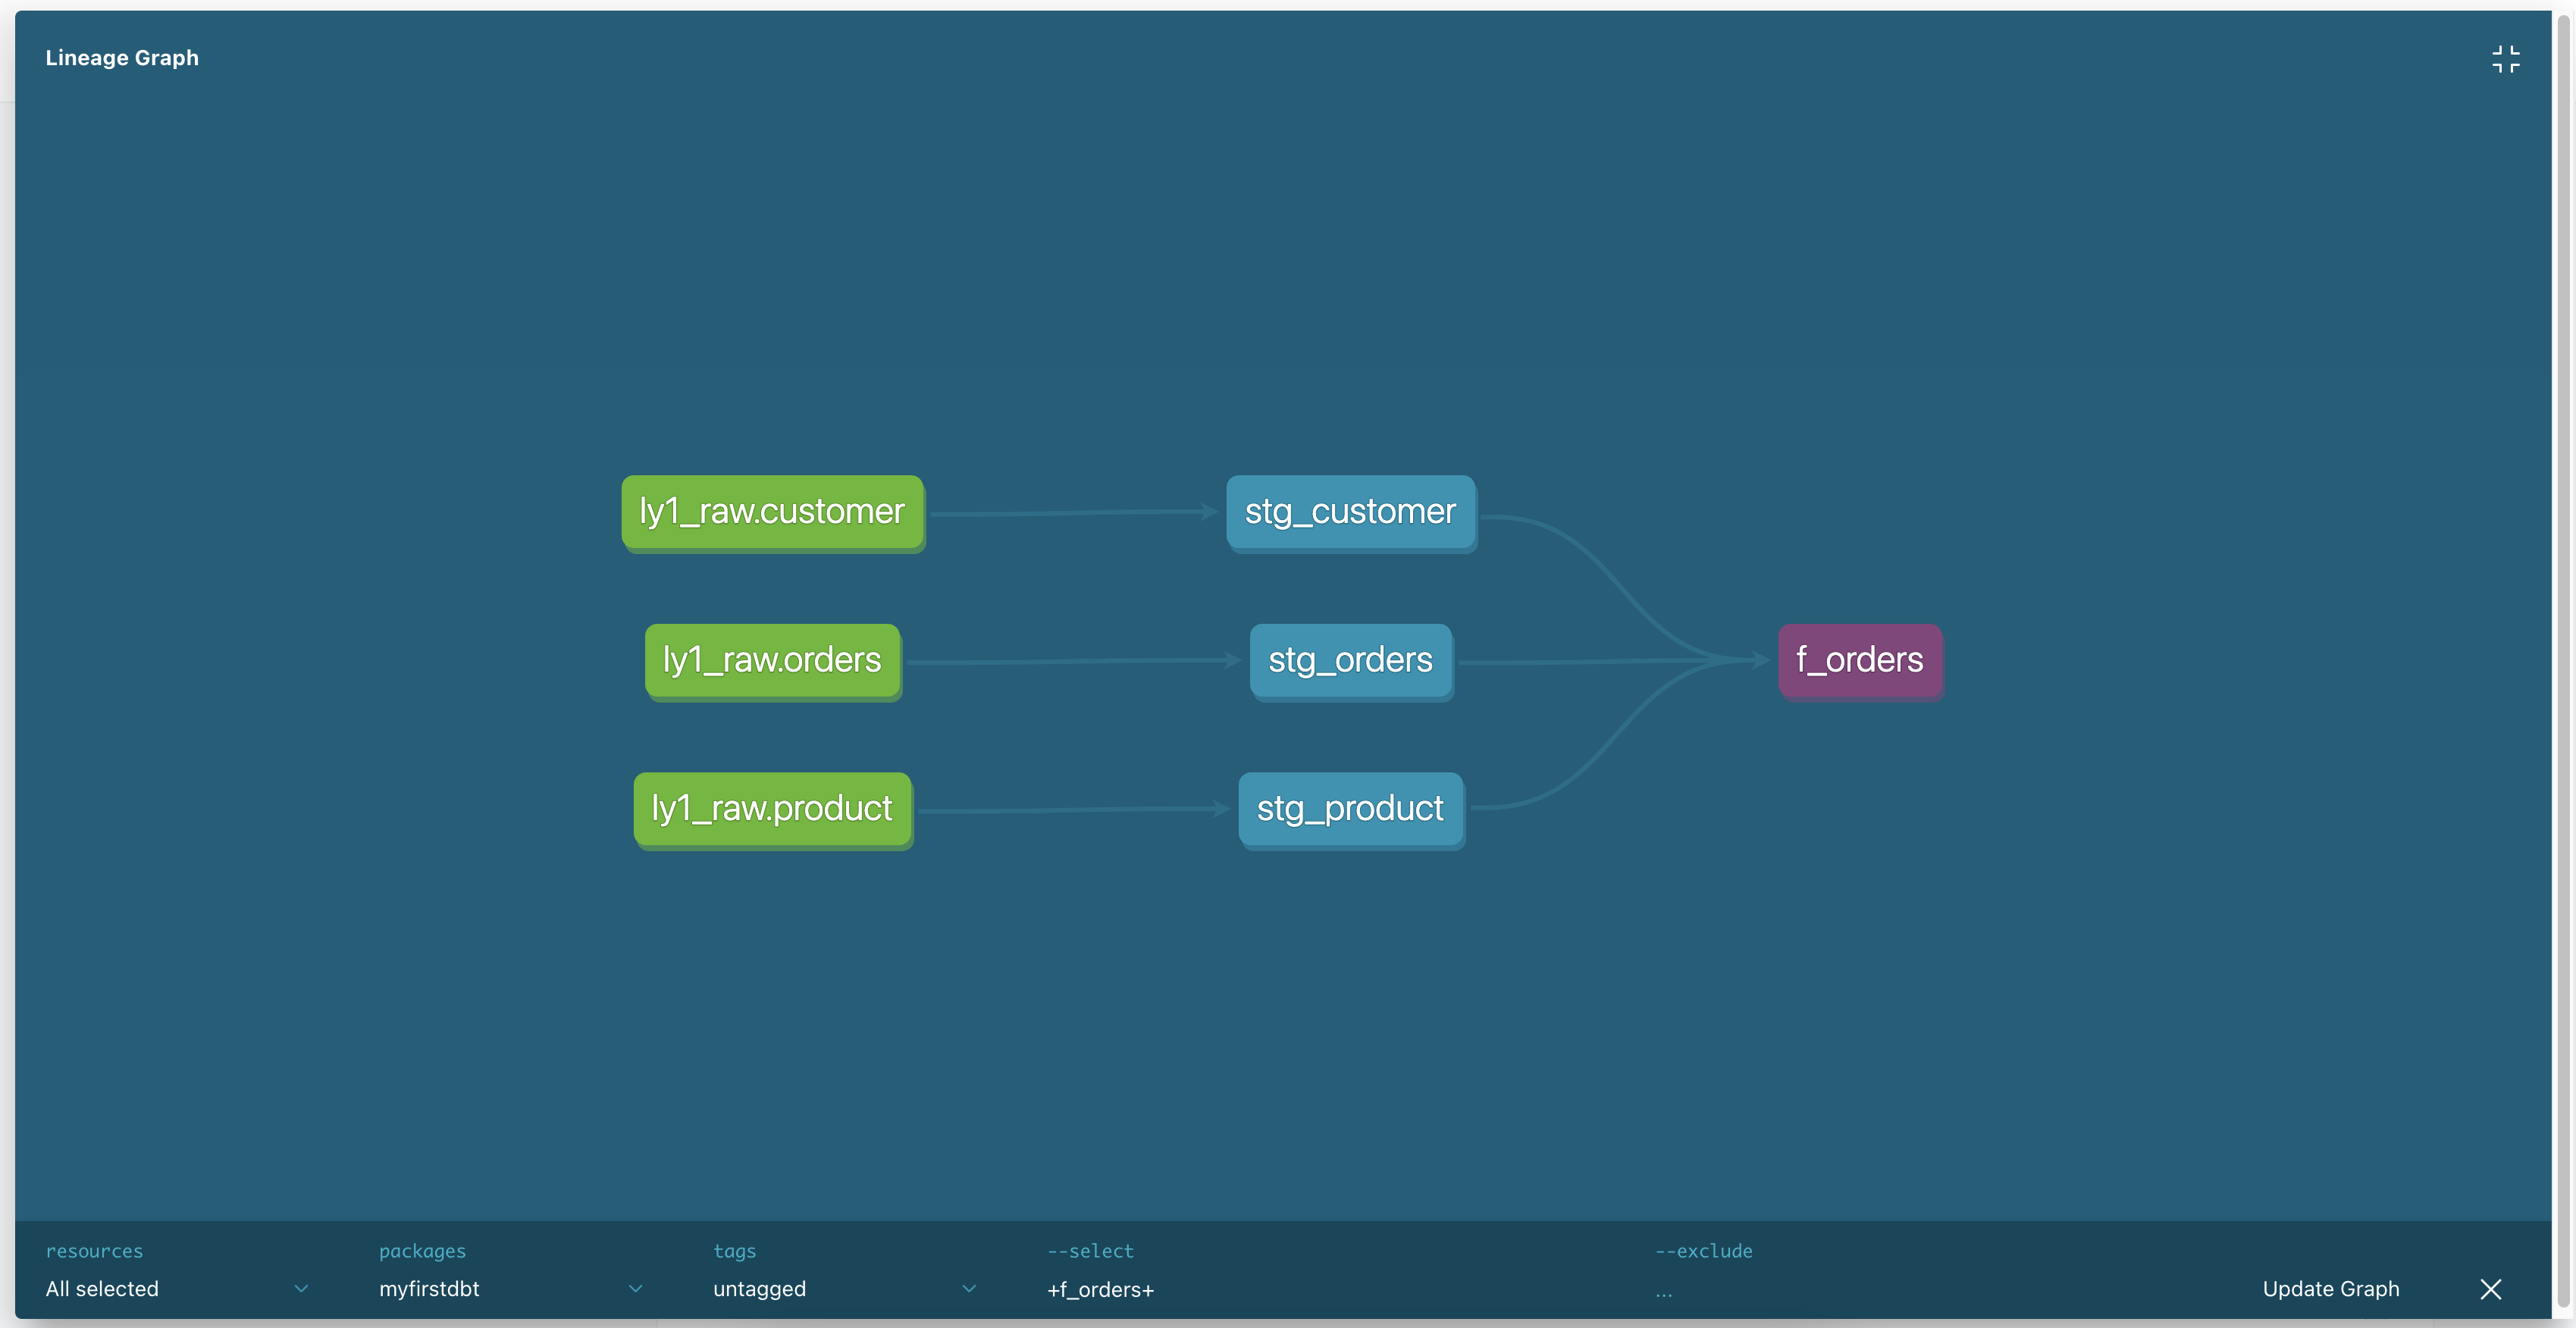 Lineage Graph
ly1_raw.customer
stg_customer
ly1_raw.orders
stg_orders
f_orders
ly1_raw.product
stg_product
resources
packages
tags
--select
--exclude
All selected
myfirstdbt
untagged
+f_orders+
...
Update Graph